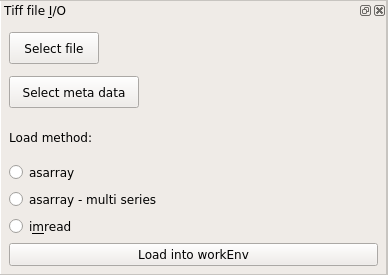 Tiff file I/O
Select file
Select meta data
Load method:
asarray
asarray - multi series
imread
Load into workEnv